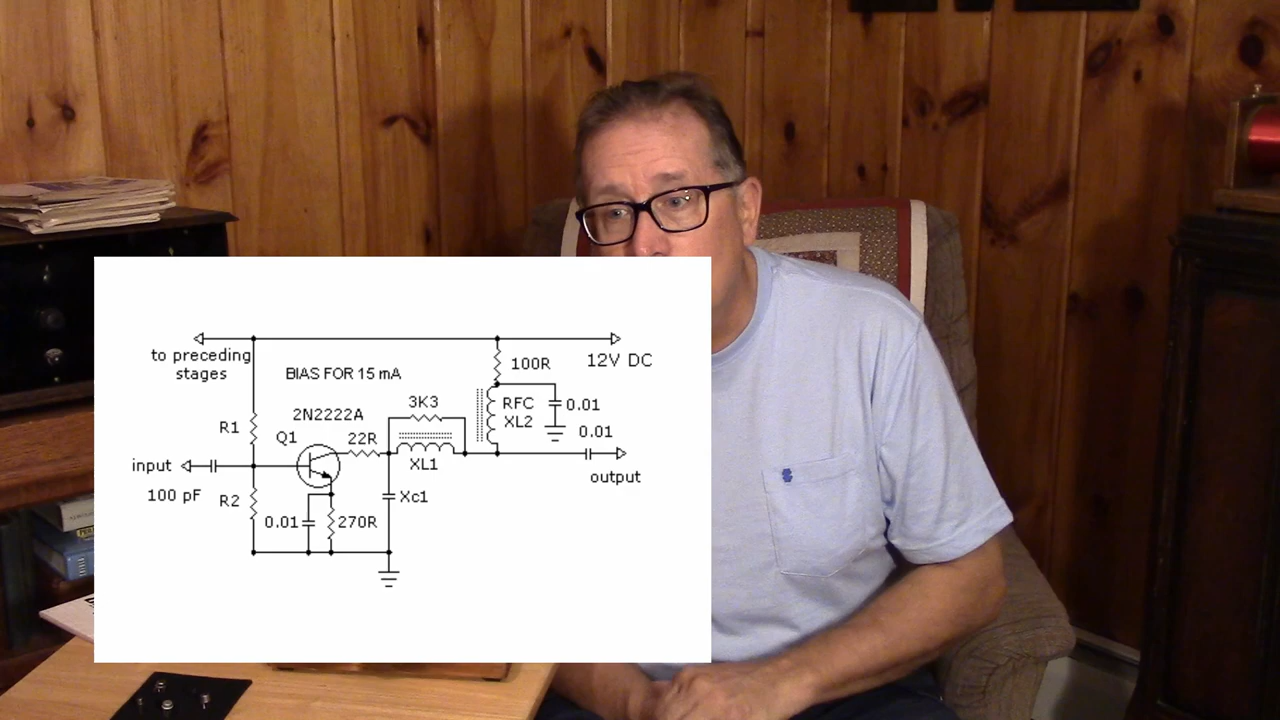 to preceding
stages
100R
12V DC
BIAS FOR 15 mA
3K3
RFC
XL2
0.01
2N2222A
R1
Q1
22R
0.01
XL1
input
output
100 pF
R2
Xc1
0.01
270R